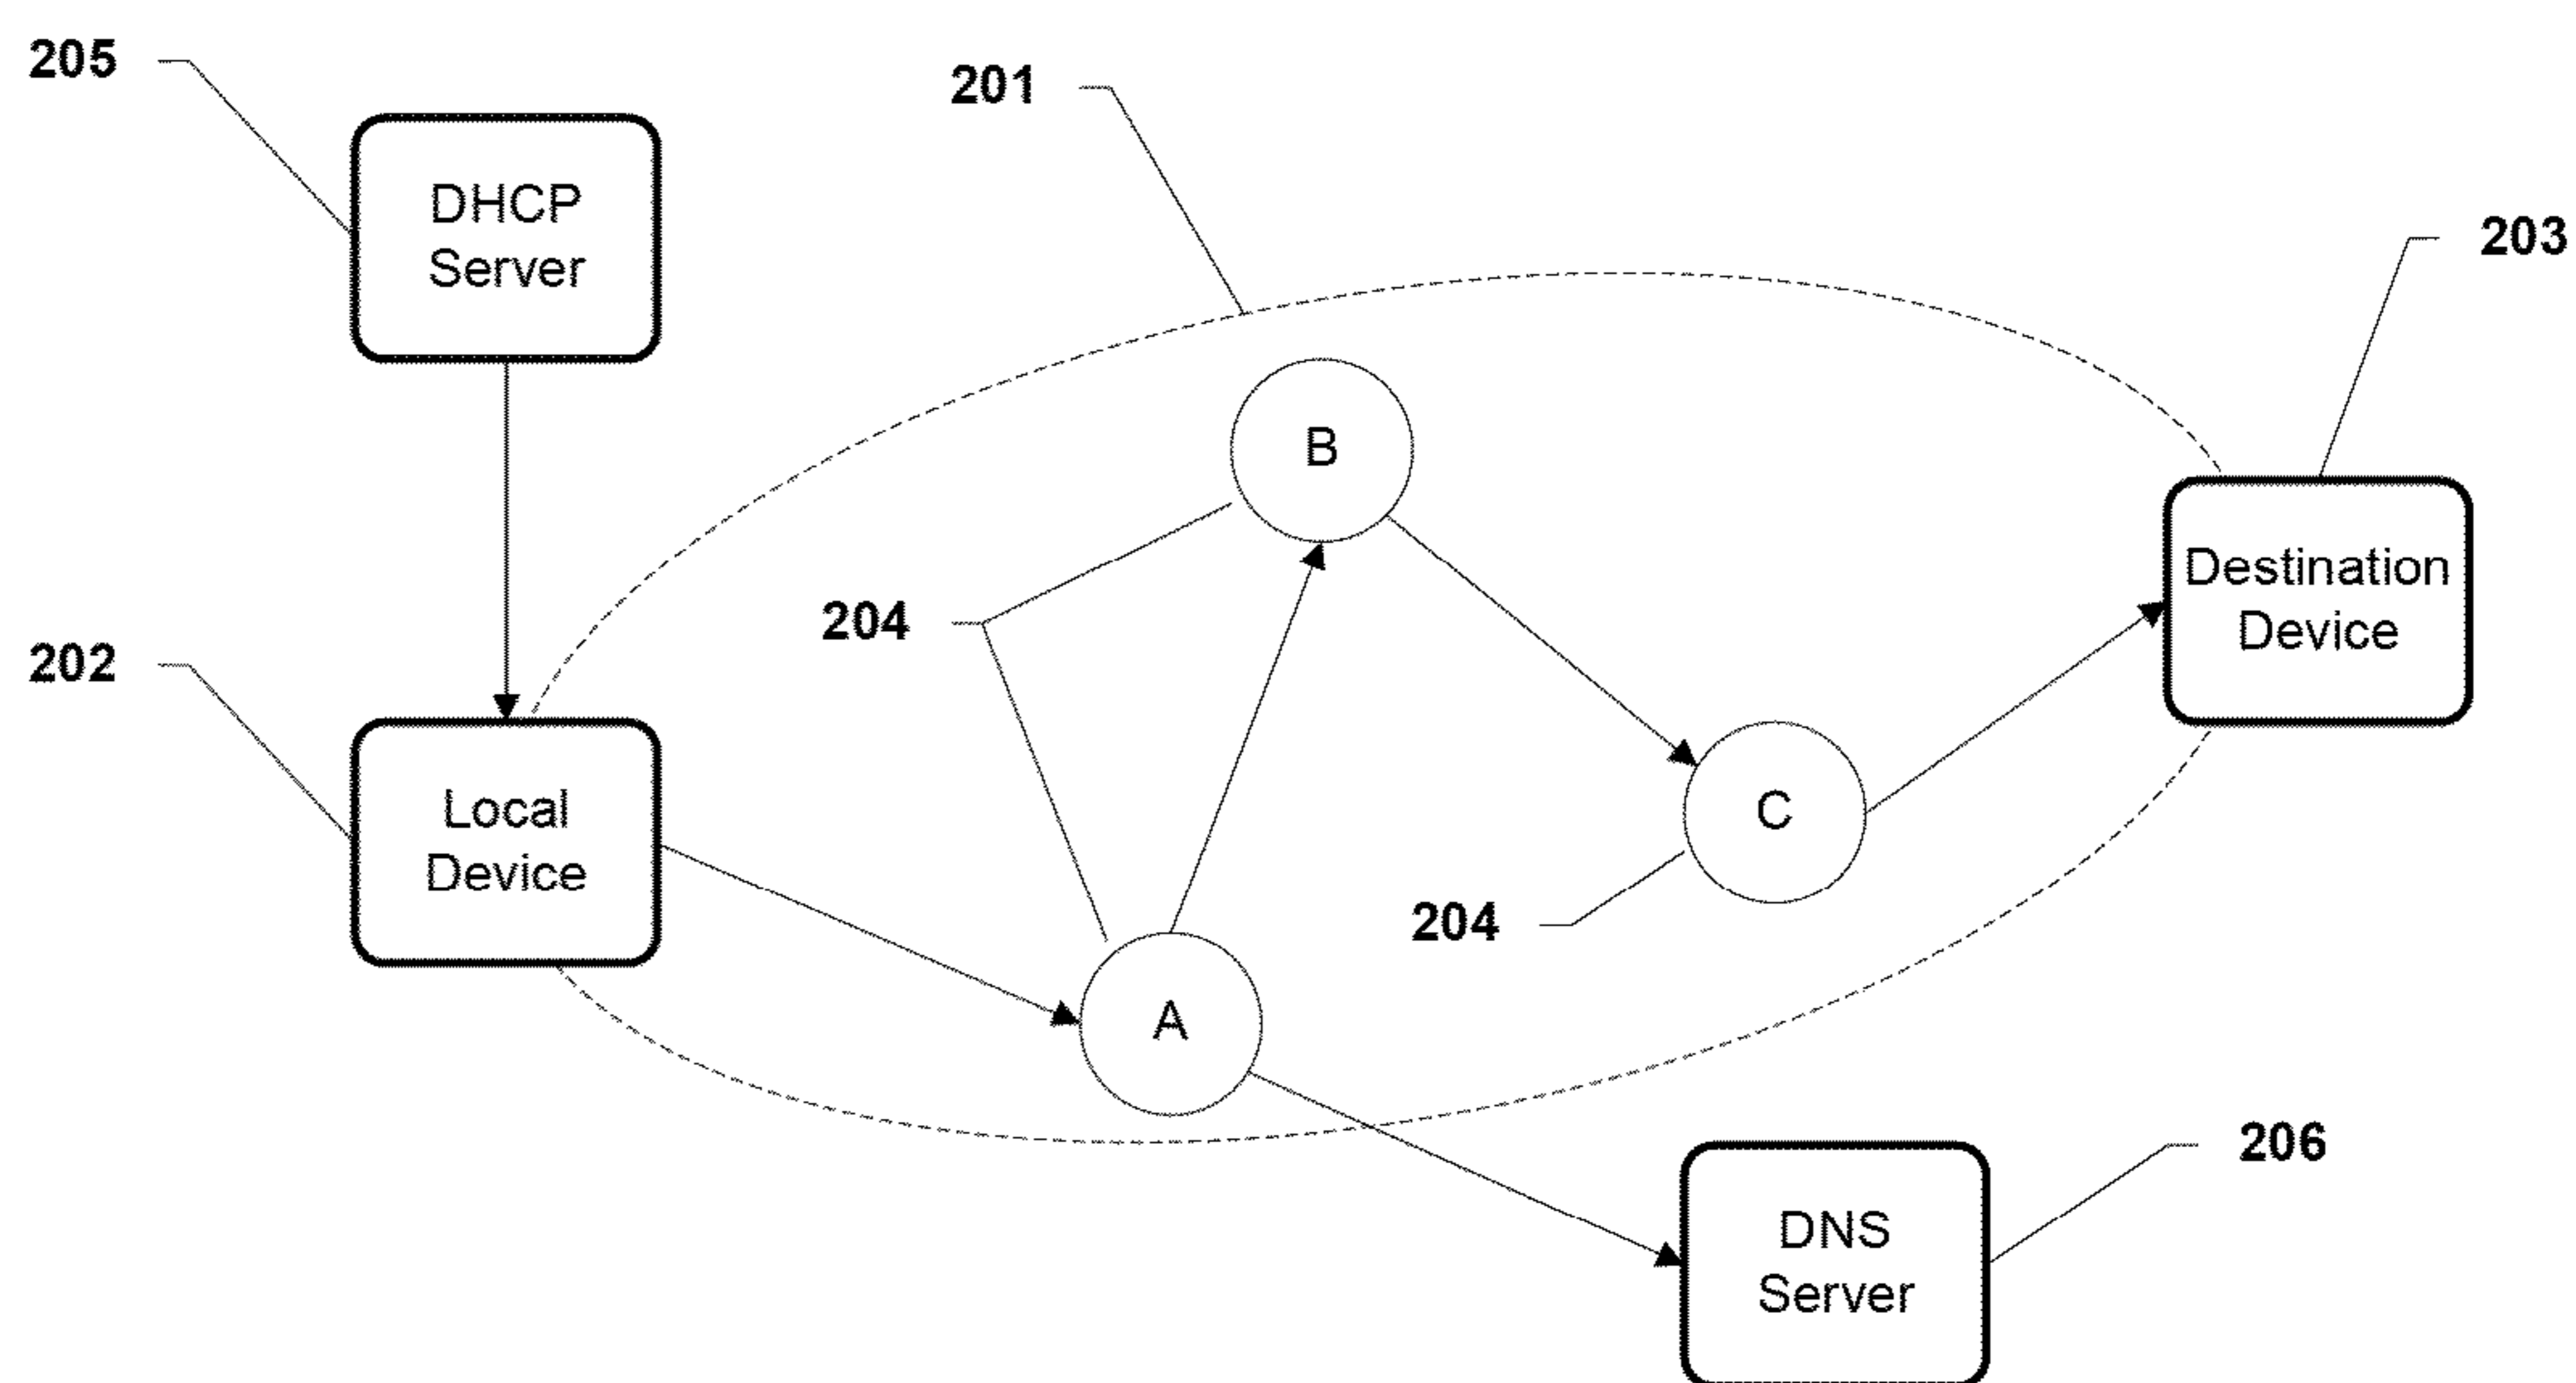 205
201
DHCP
Server
203
B
Destination
Device
204
202
Local
Device
C
204
A
206
DNS
Server